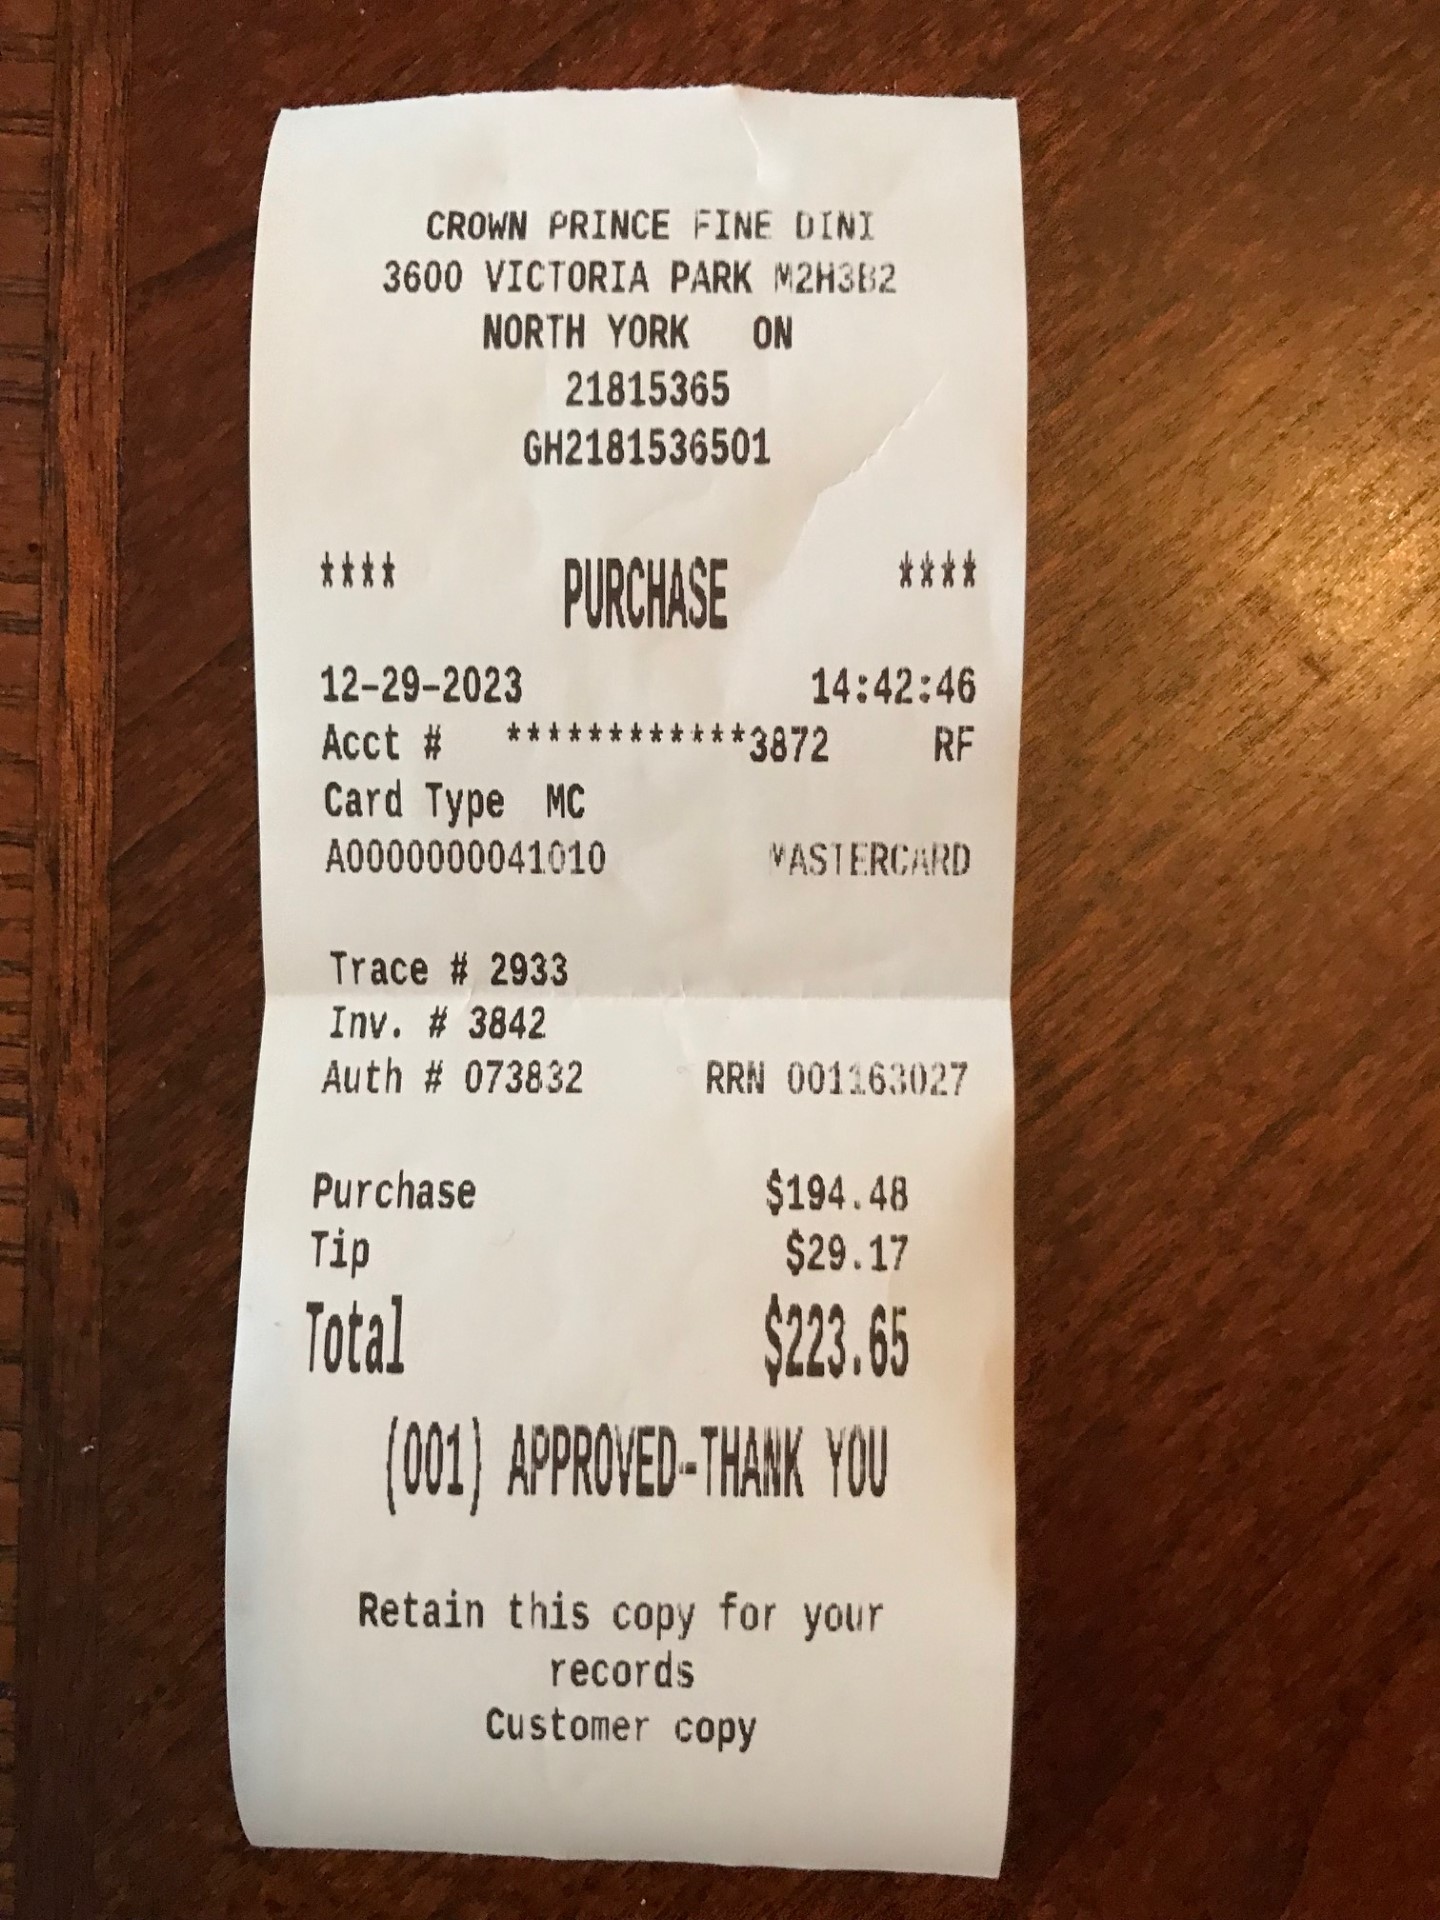 CROWN PRINCE FINE DINI
3600 VICTORIA PARK M2H3B2
NORTH YORK ON
21815365
GH2181536501
**** PURCHASE ****
12-29-2023 14:42:46
Acct # ************3872 RF
Card Type MC
A0000000041010 MASTERCARD
Trace # 2933
Inv. # 3842
Auth # 073832 RRN 001163027
Purchase $194.48
Tip $29.17
Total $223.65
(001) APPROVED-THANK YOU
Retain this copy for your
records
Customer copy